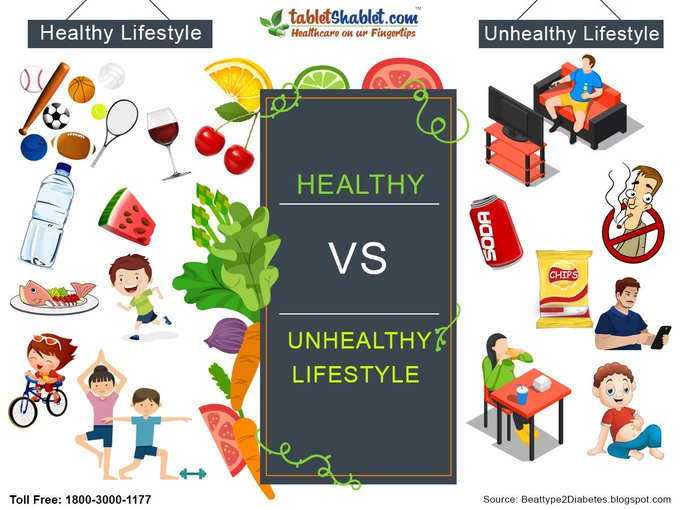 Healthy Lifestyle
tabletShablet.com™
Healthcare on ur Fingertips
Unhealthy Lifestyle
HEALTHY
VS
UNHEALTHY
LIFESTYLE
SODA
CHIPS
Toll Free: 1800-3000-1177
Source: Beattype2Diabetes.blogspot.com